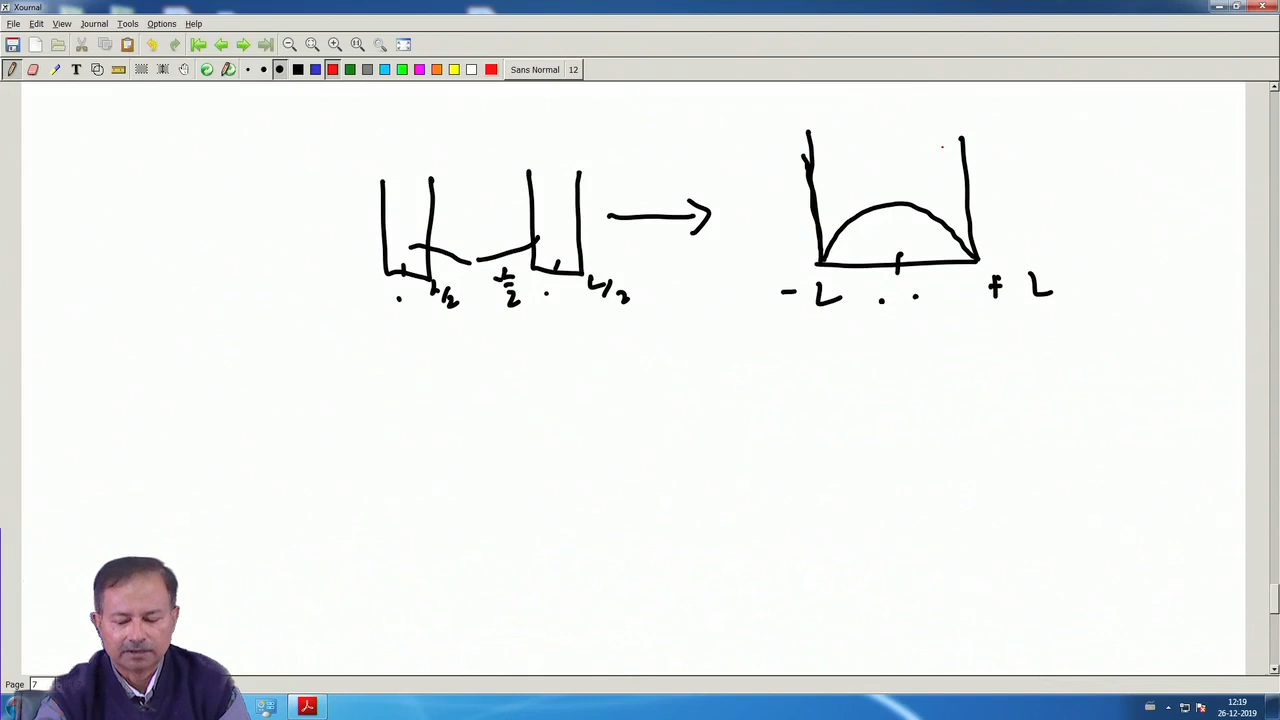 Xournal
File Edit View Journal Tools Options Help
Sans Normal 12
L/2 L/2 L/2
- L + L
Page 7
12:19
26-12-2019